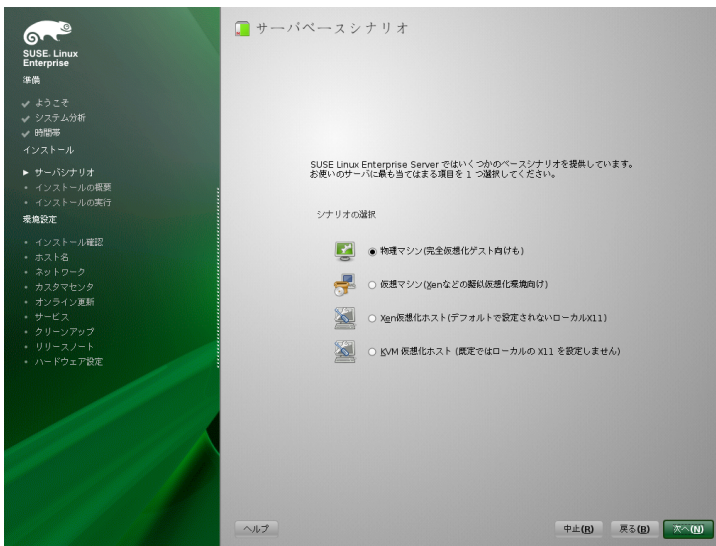 SUSE. Linux
Enterprise
準備
ようこそ
システム分析
時間帯
インストール
サーバシナリオ
インストールの概要
インストールの実行
環境設定
インストール確認
ホスト名
ネットワーク
カスタマセンタ
オンライン更新
サービス
クリーンアップ
リリースノート
ハードウェア設定
サーバベースシナリオ
SUSE Linux Enterprise Server ではいくつかのベースシナリオを提供しています。
お使いのサーバに最も当てはまる項目を 1 つ選択してください。
シナリオの選択
物理マシン(完全仮想化ゲスト向けも)
仮想マシン(Xenなどの擬似仮想化環境向け)
Xen仮想化ホスト(デフォルトで設定されないローカルX11)
KVM 仮想化ホスト (既定ではローカルの X11 を設定しません)
ヘルプ
中止(R)
戻る(B)
次へ(N)